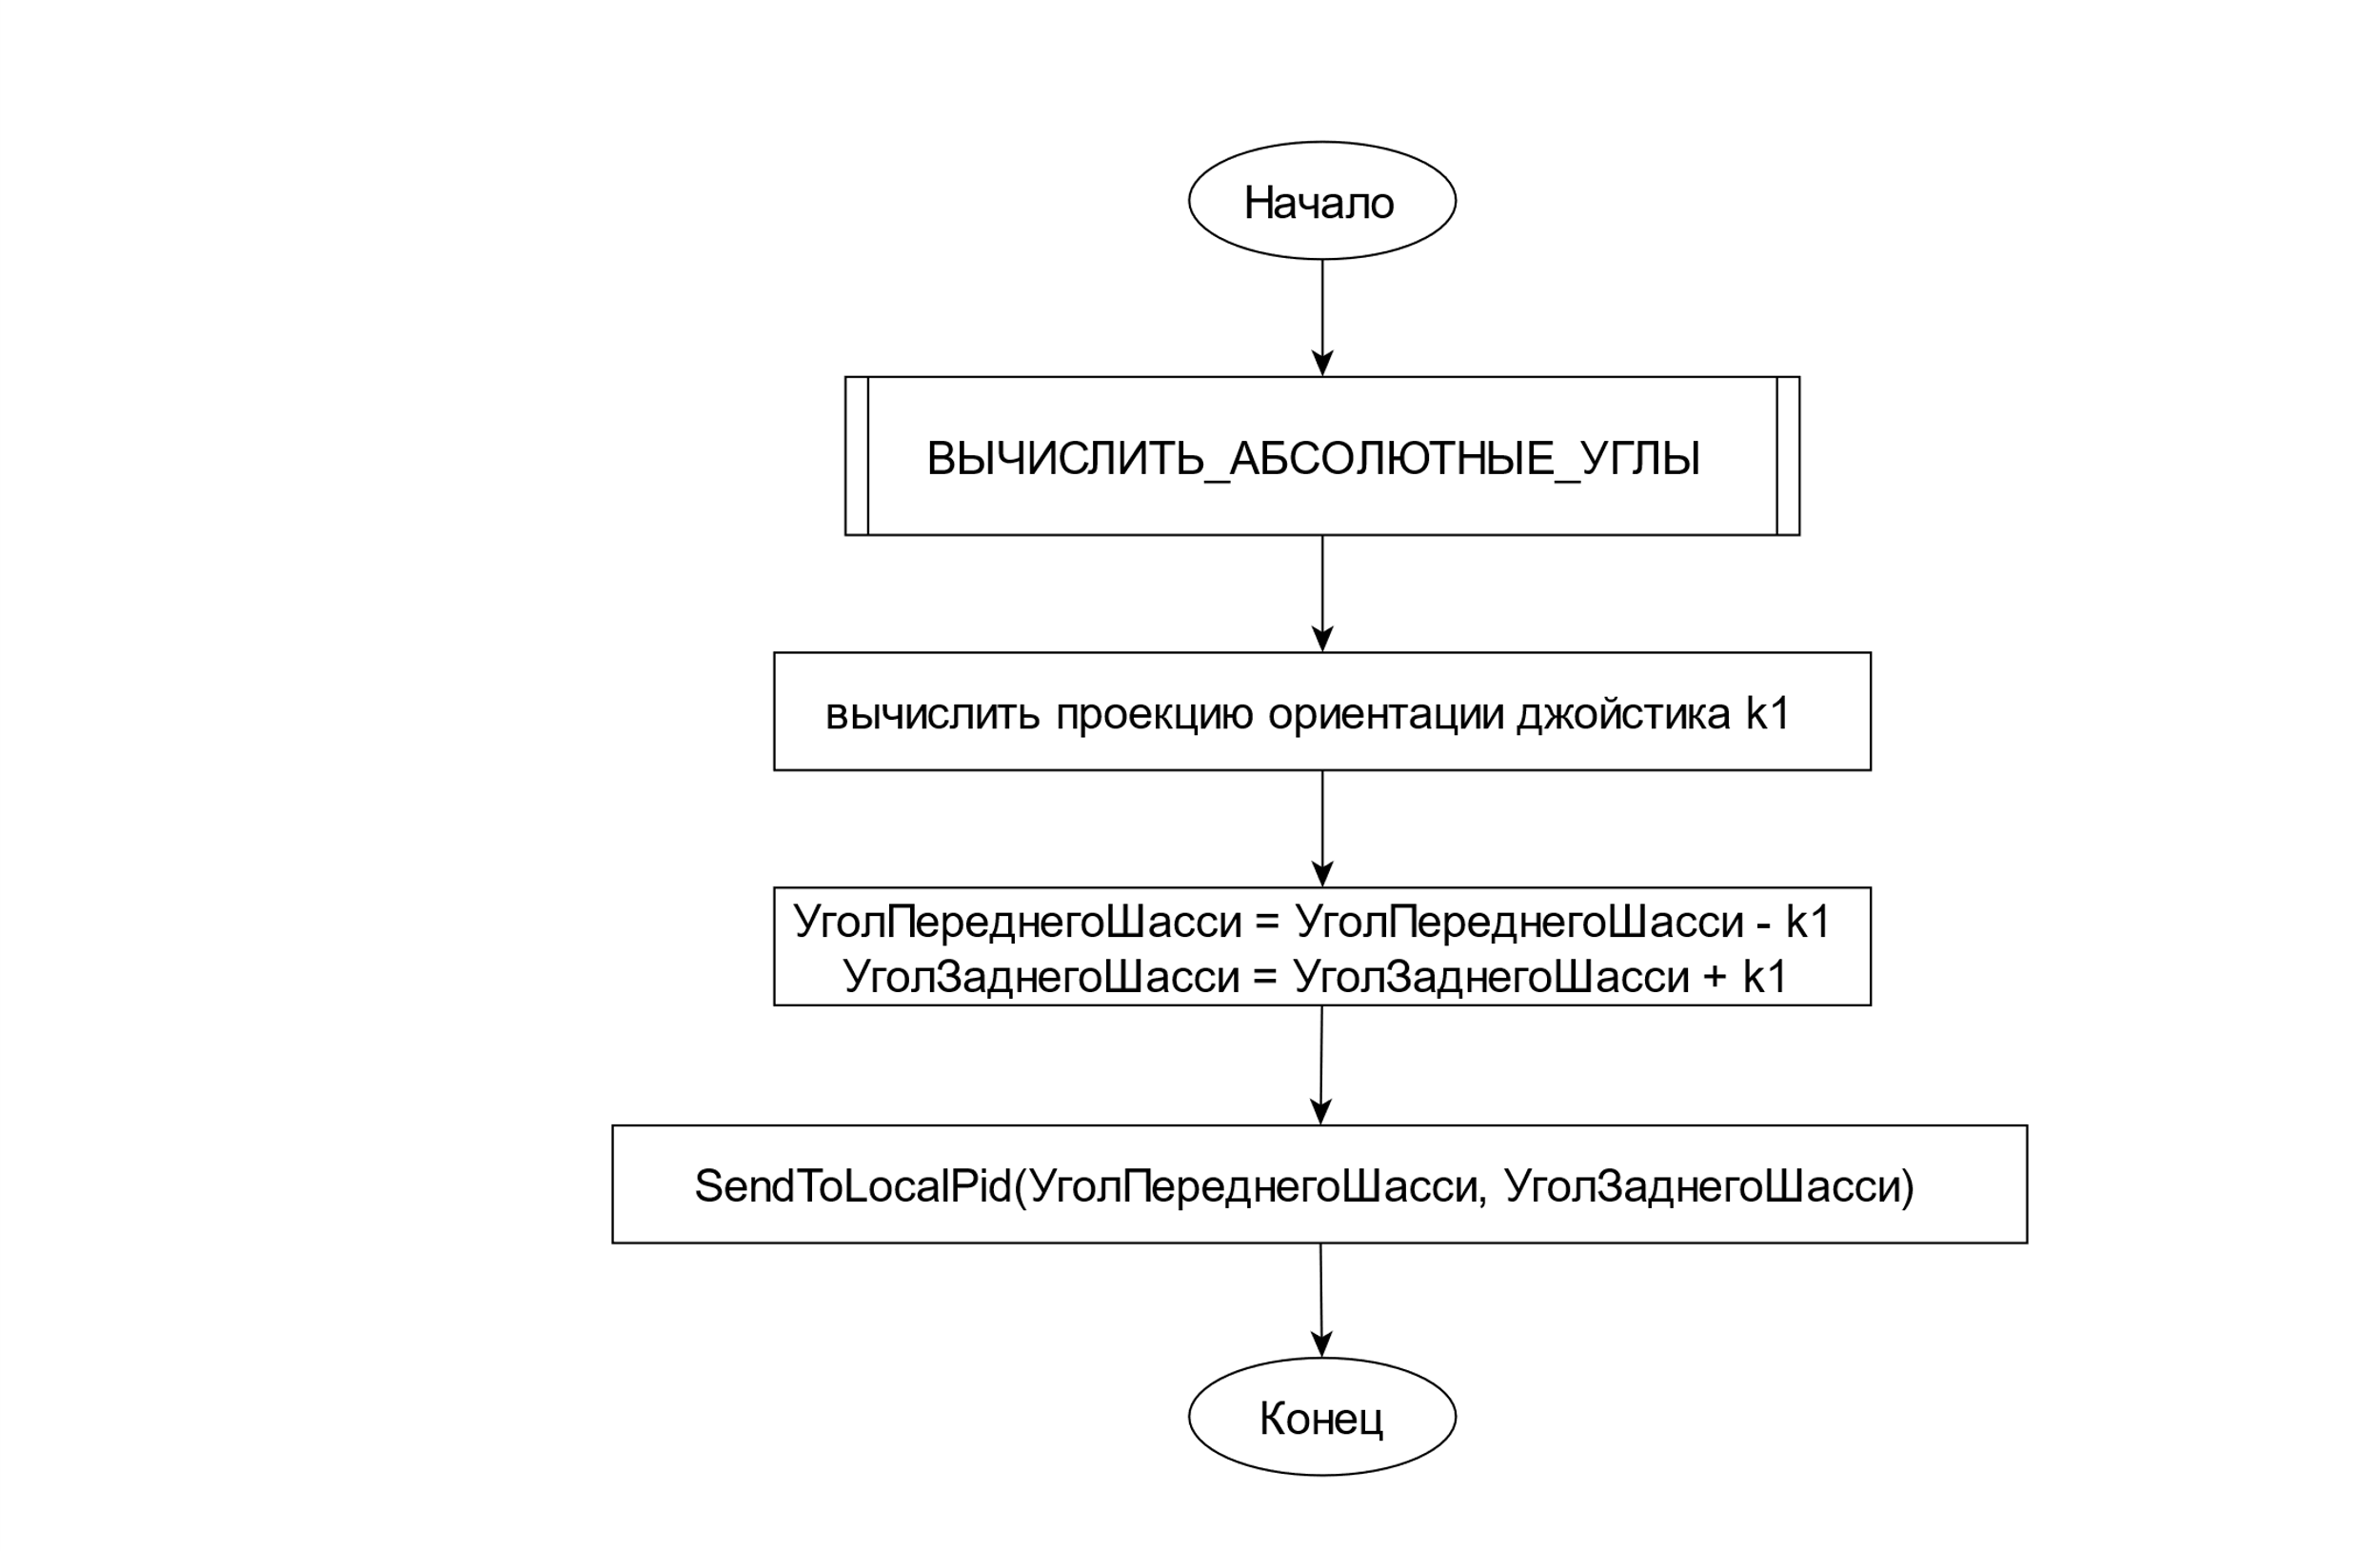 Начало
ВЫЧИСЛИТЬ_АБСОЛЮТНЫЕ_УГЛЫ
вычислить проекцию ориентации джойстика k1
УголПереднегоШасси = УголПереднегоШасси - k1
УголЗаднегоШасси = УголЗаднегоШасси + k1
SendToLocalPid(УголПереднегоШасси, УголЗаднегоШасси)
Конец